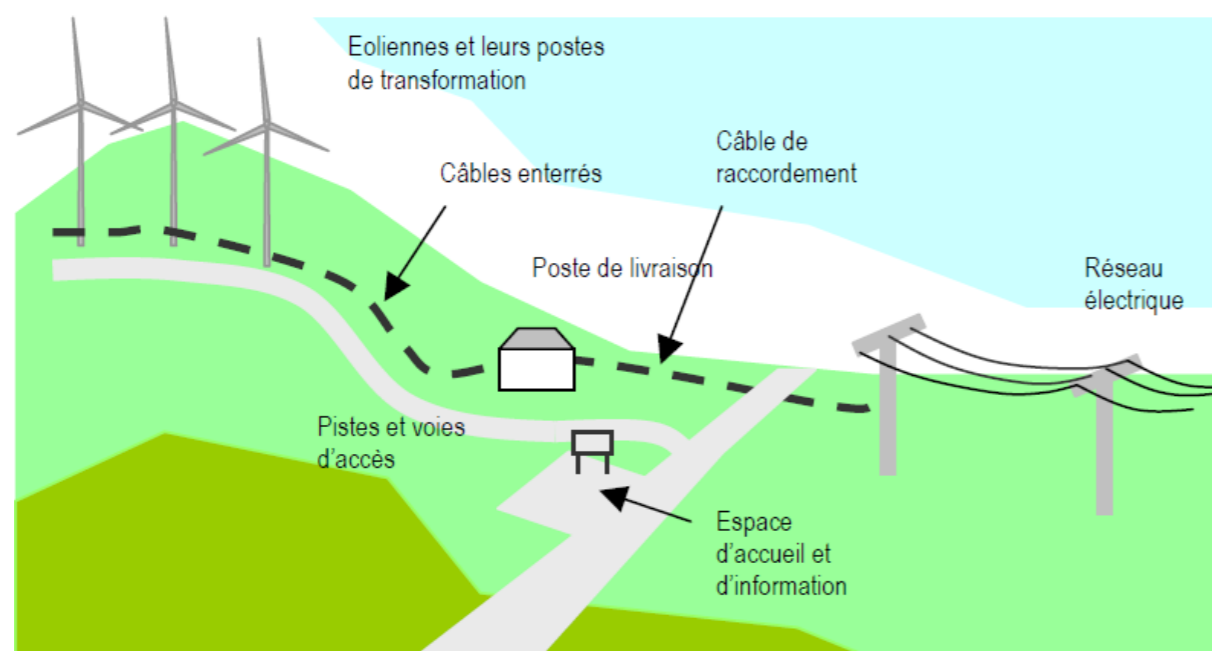 Eoliennes et leurs postes
de transformation
Câble de
raccordement
Câbles enterrés
Poste de livraison
Réseau
électrique
Pistes et voies
d'accès
Espace
d'accueil et
d'information